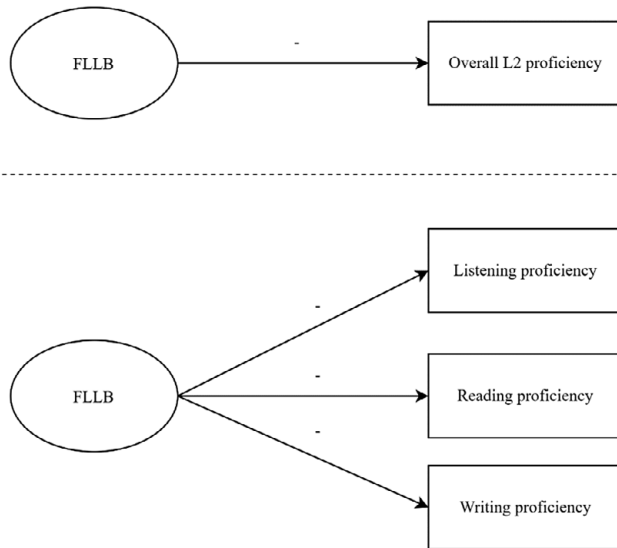 -
FLLB
Overall L2 proficiency
Listening proficiency
-
-
FLLB
Reading proficiency
-
Writing proficiency